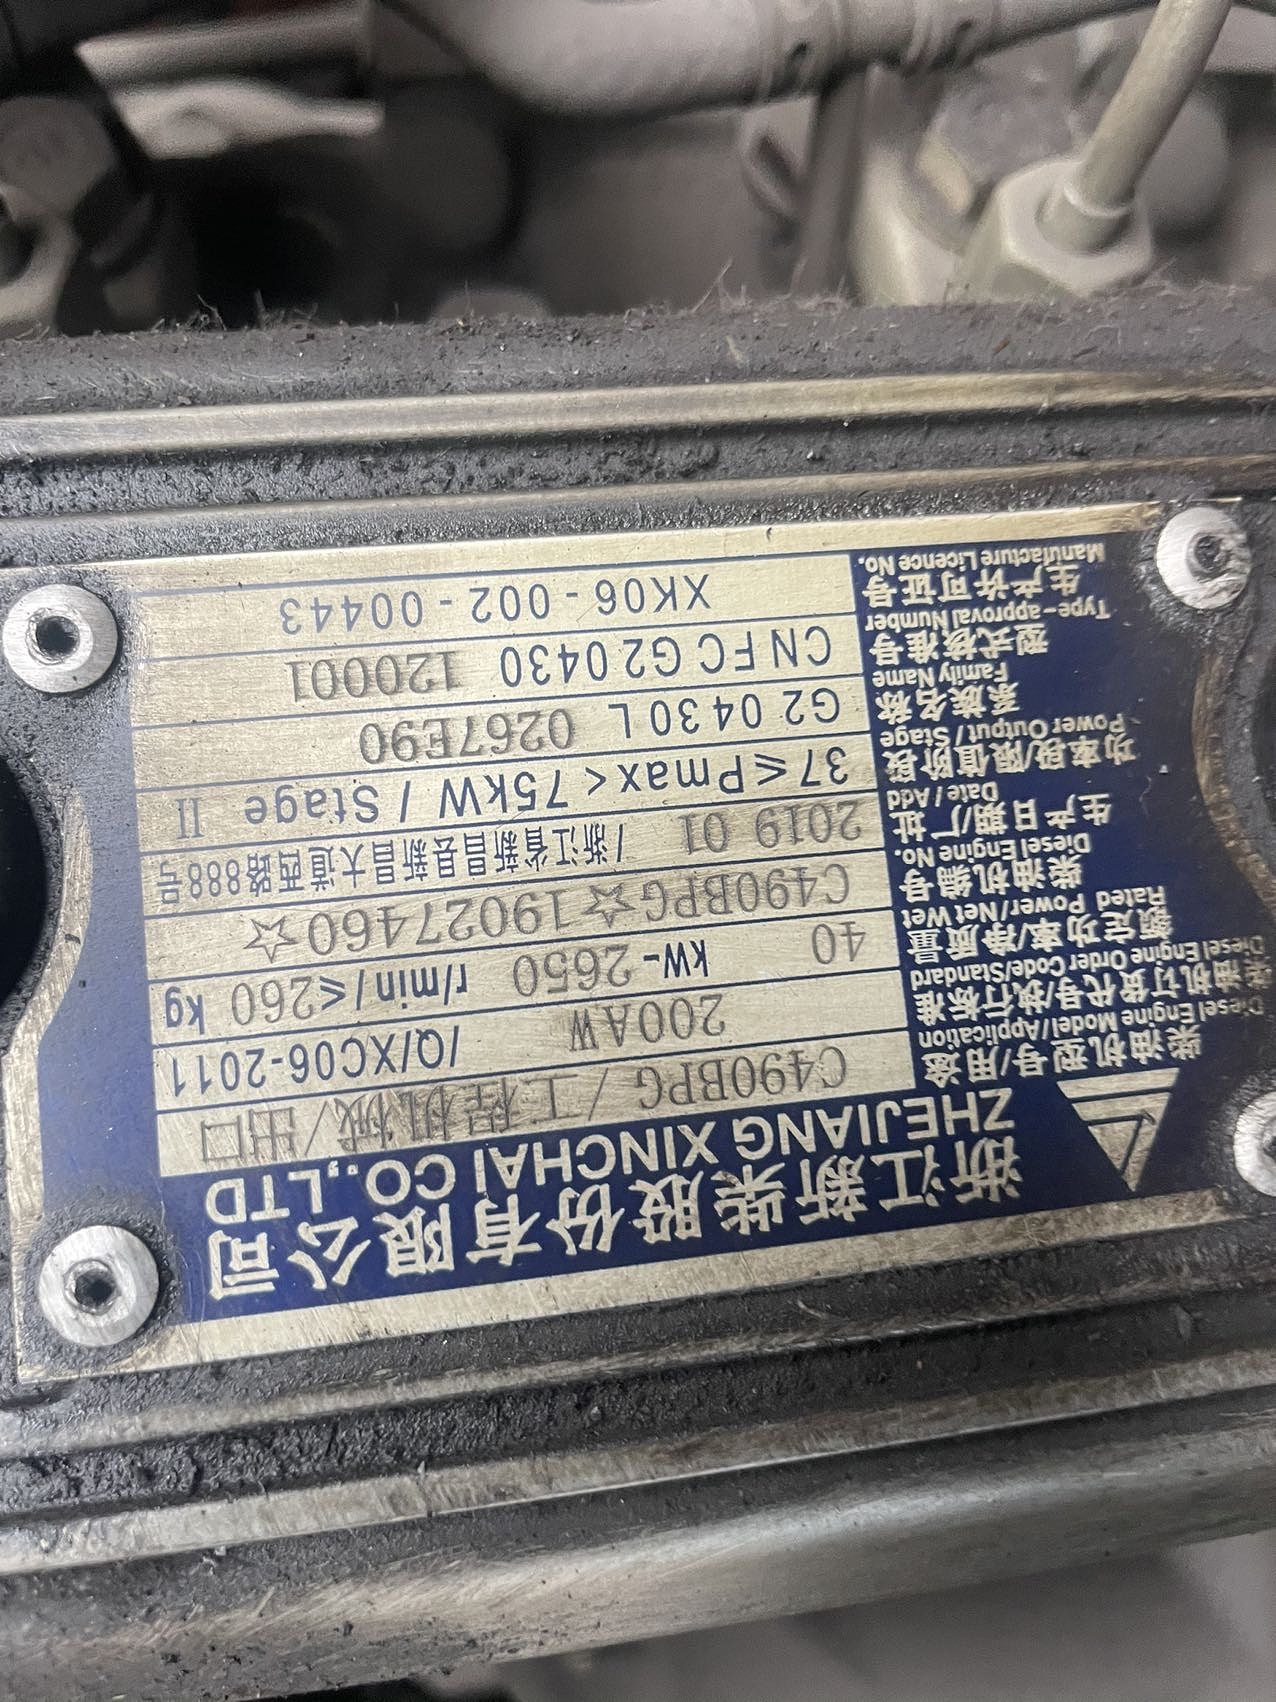 浙江新柴股份有限公司
ZHEJIANG XINCHAI CO.,LTD
柴油机型号/用途 C490BPG / 工程机械/出口
Diesel Engine Model/Application
柴油机订货代号/执行标准 200AW /Q/XC06-2011
Diesel Engine Order Code/Standard
额定功率/净质量 40 kW- 2650 r/min/≤260 kg
Rated Power/Net Wet
柴油机编号 C490BPG☆19027460☆
Diesel Engine No.
生产日期/厂址 2019 01 /浙江省新昌县新昌大道西路888号
Date / Add
功率段/限值阶段 37≤Pmax<75kW / Stage II
Power Output / Stage
系族名称 G2 0430L 0267E90
Family Name
型式核准号 CN FC G2 0430 120001
Type-approval Number
生产许可证号 XK06 - 002 - 00443
Manufacture Licence No.